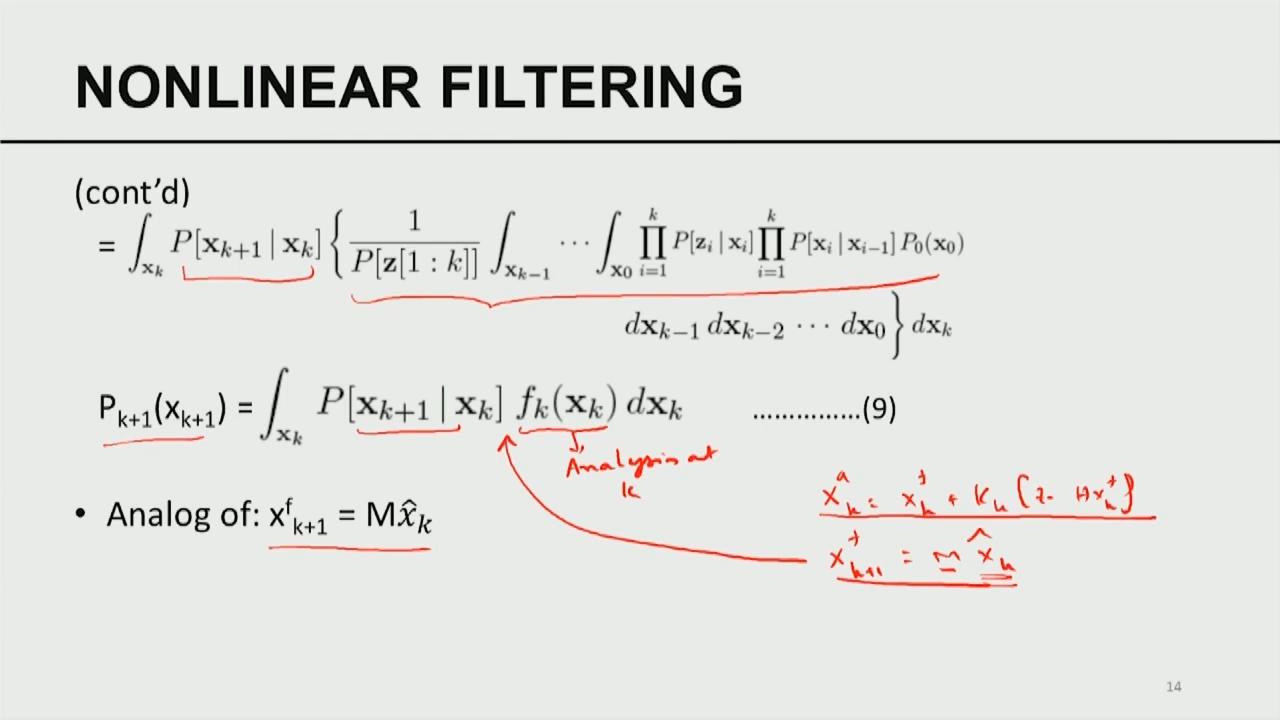 NONLINEAR FILTERING
(cont'd)
= ∫_{x_k} P[x_{k+1} | x_k] { 1 / P[z[1 : k]] ∫_{x_{k-1}} ⋯ ∫_{x_0} ∏_{i=1}^{k} P[z_i | x_i] ∏_{i=1}^{k} P[x_i | x_{i-1}] P_0(x_0)
dx_{k-1} dx_{k-2} ⋯ dx_0 } dx_k
P_{k+1}(x_{k+1}) = ∫_{x_k} P[x_{k+1} | x_k] f_k(x_k) dx_k ……………(9)
Analysis at
k
x^a_k = x^f_k + K_k [z - Hx^f_k]
• Analog of: x^f_{k+1} = Mx̂_k
x^f_{k+1} = M x̂_k
14